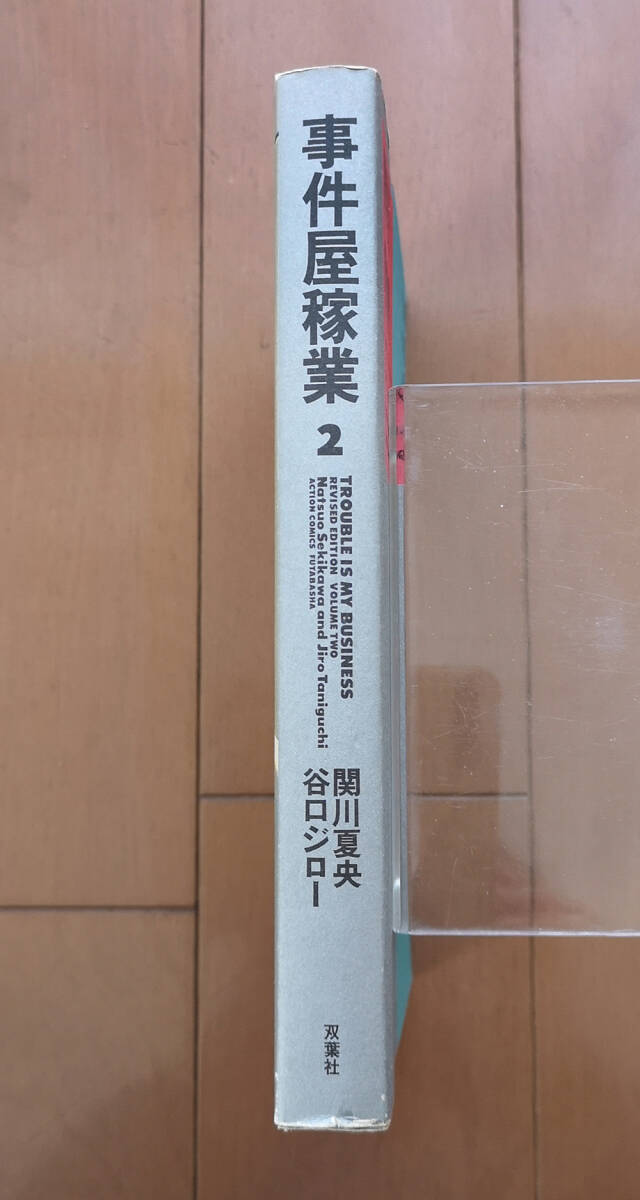 事件屋稼業
2
TROUBLE IS MY BUSINESS
REVISED EDITION VOLUME TWO
Natsuo Sekikawa and Jiro Taniguchi
ACTION COMICS FUTABASHA
関川夏央
谷口ジロー
双葉社